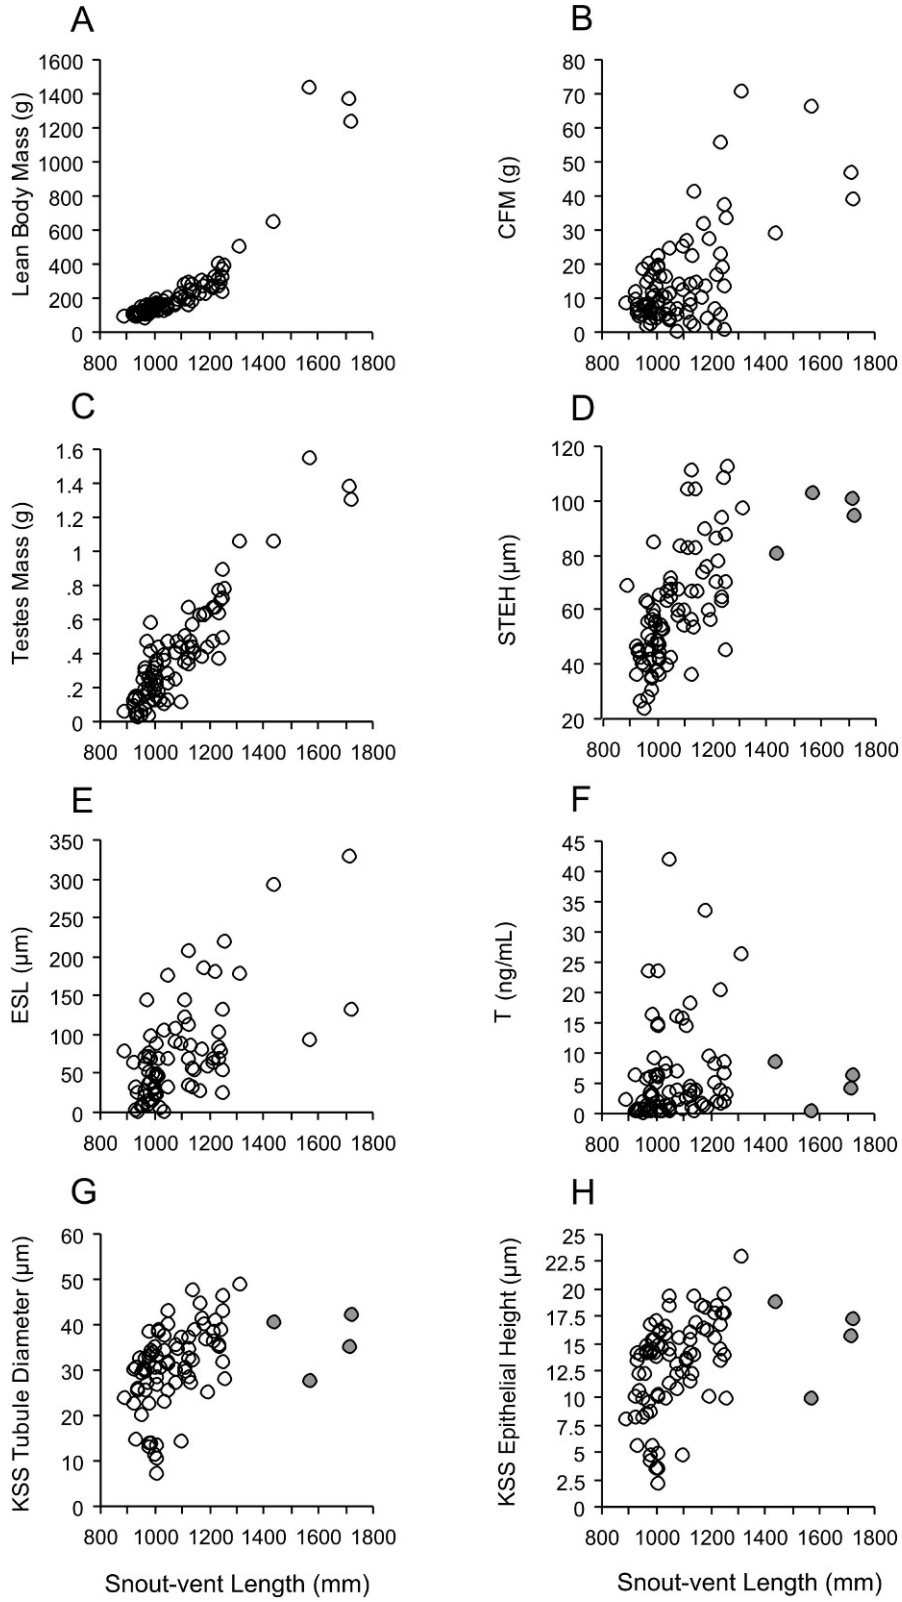 A
Lean Body Mass (g)
1600
1400
1200
1000
800
600
400
200
0
800 1000 1200 1400 1600 1800
B
CFM (g)
80
70
60
50
40
30
20
10
0
800 1000 1200 1400 1600 1800
C
Testes Mass (g)
1.6
1.4
1.2
1
.8
.6
.4
.2
0
800 1000 1200 1400 1600 1800
D
STEH (μm)
120
100
80
60
40
20
800 1000 1200 1400 1600 1800
E
ESL (μm)
350
300
250
200
150
100
50
0
800 1000 1200 1400 1600 1800
F
T (ng/mL)
45
40
35
30
25
20
15
10
5
0
800 1000 1200 1400 1600 1800
G
KSS Tubule Diameter (μm)
60
50
40
30
20
10
0
800 1000 1200 1400 1600 1800
Snout-vent Length (mm)
H
KSS Epithelial Height (μm)
25
22.5
20
17.5
15
12.5
10
7.5
5
2.5
0
800 1000 1200 1400 1600 1800
Snout-vent Length (mm)